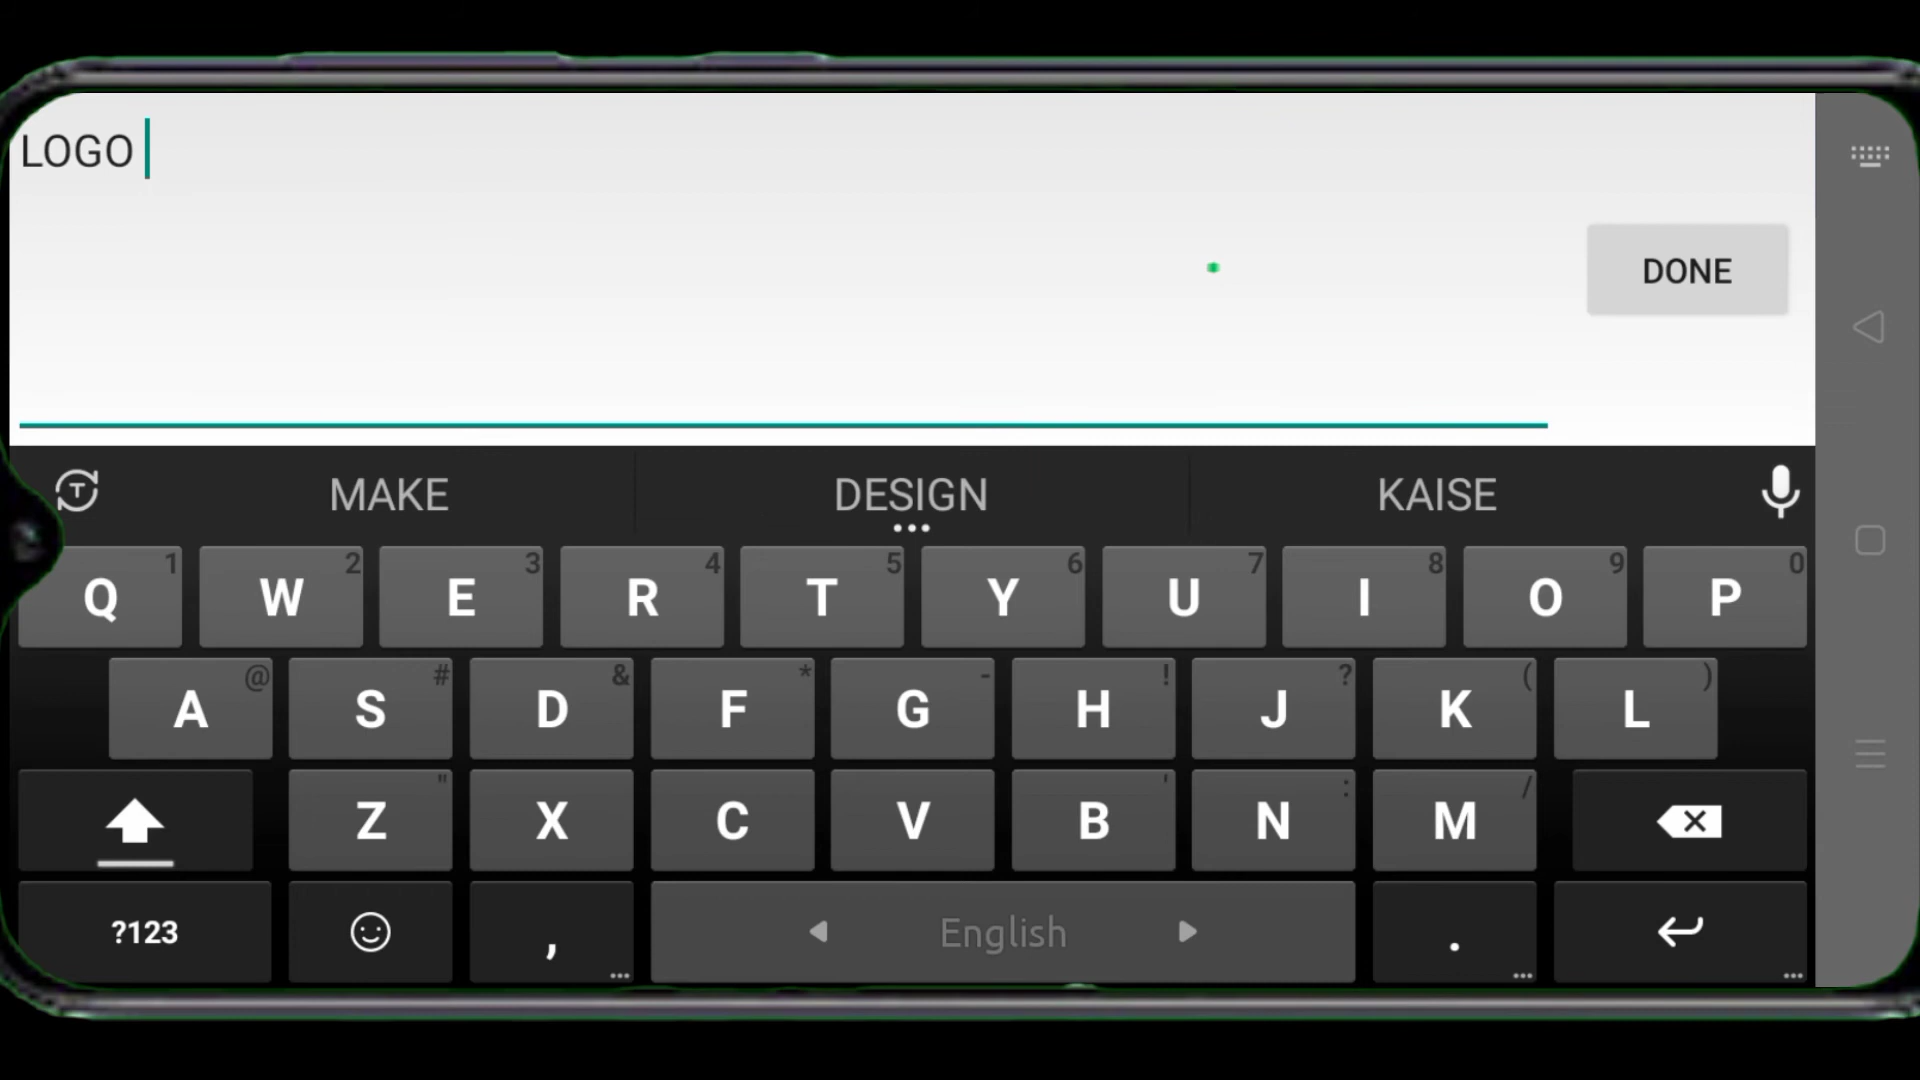 LOGO
DONE
MAKE DESIGN KAISE
1 2 3 4 5 6 7 8 9 0
Q W E R T Y U I O P
@ # & * - ! ? ( )
A S D F G H J K L
" ' : /
Z X C V B N M
?123 , English .